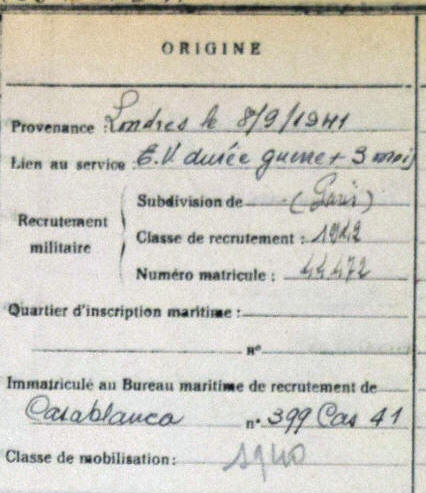 ORIGINE
Provenance : Londres le 8/9/1941
Lien au service : E.V durée guerre + 3 mois
Subdivision de (Paris)
Recrutement militaire
Classe de recrutement : 1942
Numéro matricule : 44472
Quartier d'inscription maritime :
N°
Immatriculé au Bureau maritime de recrutement de
Casablanca n° 399 Cas 41
Classe de mobilisation : 1940